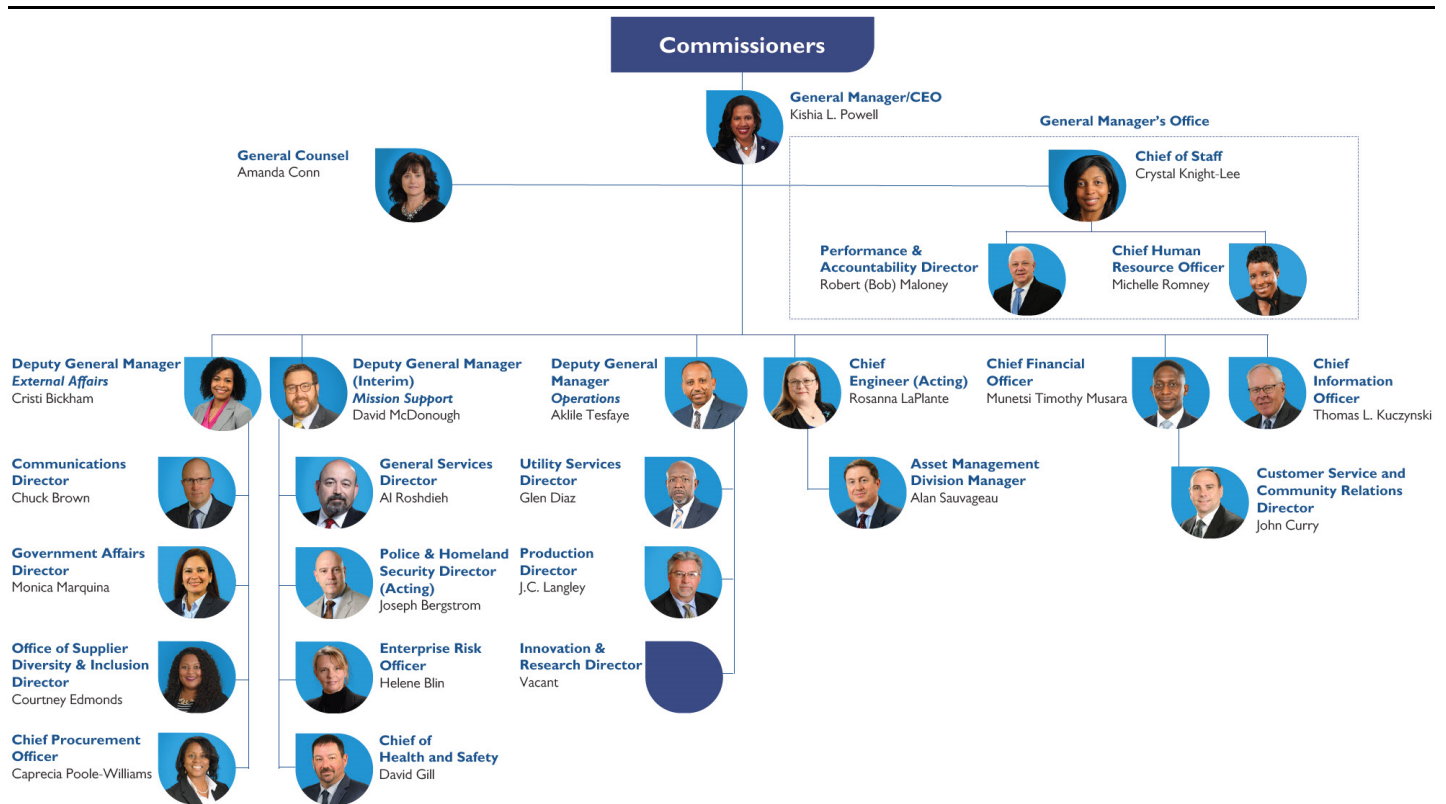 Commissioners
General Manager/CEO
Kishia L. Powell
General Manager's Office
General Counsel
Amanda Conn
Chief of Staff
Crystal Knight-Lee
Performance &
Accountability Director
Robert (Bob) Maloney
Chief Human
Resource Officer
Michelle Romney
Deputy General Manager
External Affairs
Cristi Bickham
Deputy General Manager
(Interim)
Mission Support
David McDonough
Deputy General
Manager
Operations
Aklile Tesfaye
Chief
Engineer (Acting)
Rosanna LaPlante
Chief Financial
Officer
Munetsi Timothy Musara
Chief
Information
Officer
Thomas L. Kuczynski
Communications
Director
Chuck Brown
General Services
Director
Al Roshdieh
Utility Services
Director
Glen Diaz
Asset Management
Division Manager
Alan Sauvageau
Customer Service and
Community Relations
Director
John Curry
Government Affairs
Director
Monica Marquina
Police & Homeland
Security Director
(Acting)
Joseph Bergstrom
Production
Director
J.C. Langley
Office of Supplier
Diversity & Inclusion
Director
Courtney Edmonds
Enterprise Risk
Officer
Helene Blin
Innovation &
Research Director
Vacant
Chief Procurement
Officer
Caprecia Poole-Williams
Chief of
Health and Safety
David Gill